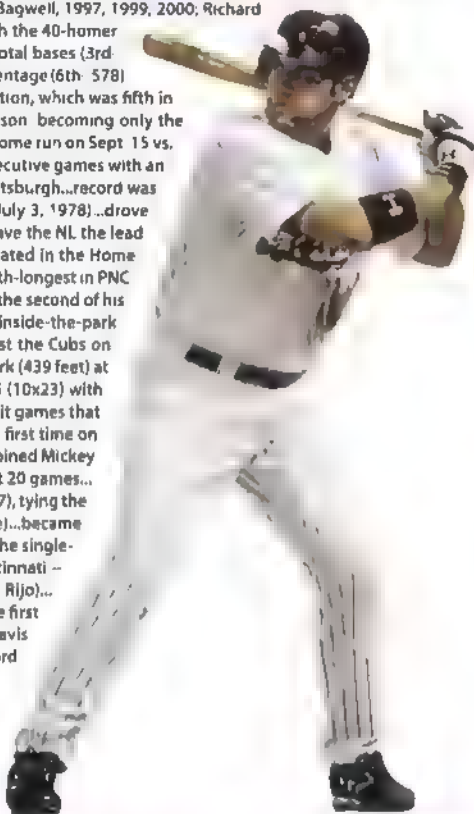 Bagwell, 1997, 1999, 2000; Richard
h the 40-homer
otal bases (3rd-
entage (6th- .578)
tion, which was fifth in
son becoming only the
ome run on Sept. 15 vs.
ecutive games with an
tsburgh...record was
July 3, 1978)...drove
ave the NL the lead
ated in the Home
th-longest in PNC
the second of his
inside-the-park
st the Cubs on
rk (439 feet) at
(10x23) with
it games that
first time on
oined Mickey
t 20 games...
7), tying the
e)...became
he single-
cinnati --
Rijo)...
e first
avis
ord